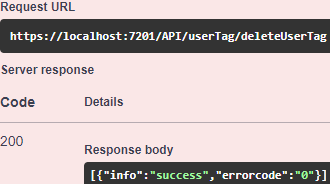 Request URL
https://localhost:7201/API/userTag/deleteUserTag
Server response
Code Details
200
Response body
[{"info":"success","errorcode":"0"}]